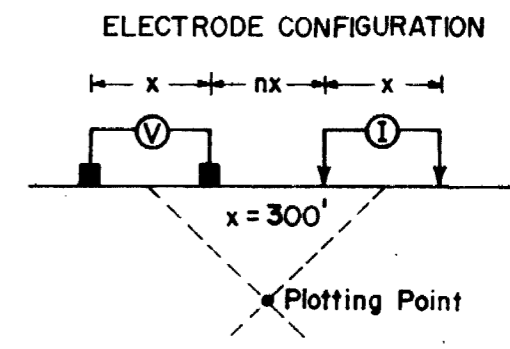 ELECTRODE CONFIGURATION
x nx x
V I
x = 300'
Plotting Point